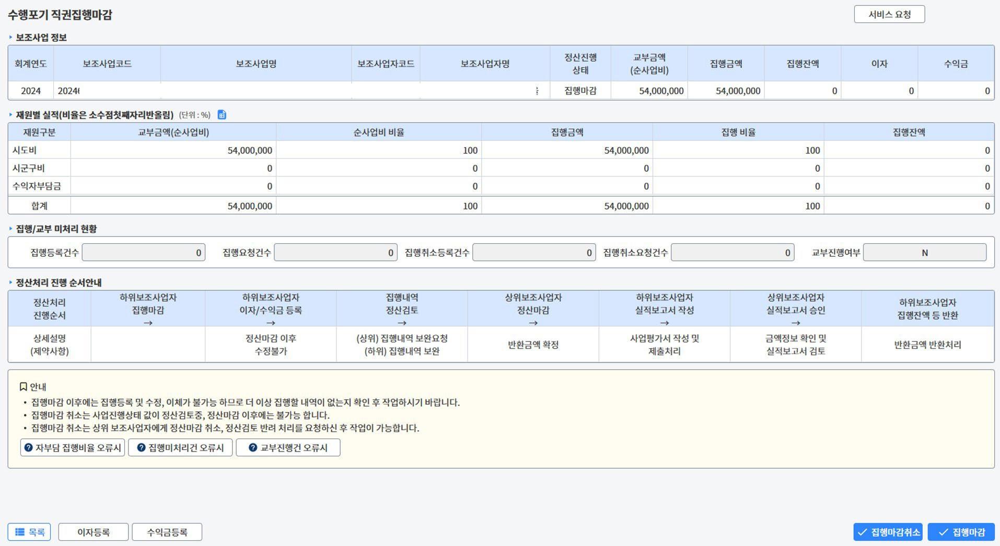 수행포기 직권집행마감
서비스 요청
보조사업 정보
회계연도 보조사업코드 보조사업명 보조사업자코드 보조사업자명 정산진행 상태 교부금액 (순사업비) 집행금액 집행잔액 이자 수익금
2024 2024 집행마감 54,000,000 54,000,000 0 0 0
재원별 실적(비율은 소수점첫째자리반올림) (단위 : %)
재원구분 교부금액(순사업비) 순사업비 비율 집행금액 집행 비율 집행잔액
시도비 54,000,000 100 54,000,000 100 0
시군구비 0 0 0 0 0
수익자부담금 0 0 0 0 0
합계 54,000,000 100 54,000,000 100 0
집행/교부 미처리 현황
집행등록건수 0 집행요청건수 0 집행취소등록건수 0 집행취소요청건수 0 교부진행여부 N
정산처리 진행 순서안내
정산처리 진행순서 하위보조사업자 집행마감 → 하위보조사업자 이자/수익금 등록 → 집행내역 정산검토 → 상위보조사업자 정산마감 → 하위보조사업자 실적보고서 작성 → 상위보조사업자 실적보고서 승인 → 하위보조사업자 집행잔액 등 반환
상세설명 (제약사항) 정산마감 이후 수정불가 (상위) 집행내역 보완요청 (하위) 집행내역 보완 반환금액 확정 사업평가서 작성 및 제출처리 금액정보 확인 및 실적보고서 검토 반환금액 반환처리
안내
• 집행마감 이후에는 집행등록 및 수정, 이체가 불가능 하므로 더 이상 집행할 내역이 없는지 확인 후 작업하시기 바랍니다.
• 집행마감 취소는 사업진행상태 값이 정산검토중, 정산마감 이후에는 불가능 합니다.
• 집행마감 취소는 상위 보조사업자에게 정산마감 취소, 정산검토 반려 처리를 요청하신 후 작업이 가능합니다.
자부담 집행비율 오류시 집행미처리건 오류시 교부진행건 오류시
목록 이자등록 수익금등록 집행마감취소 집행마감